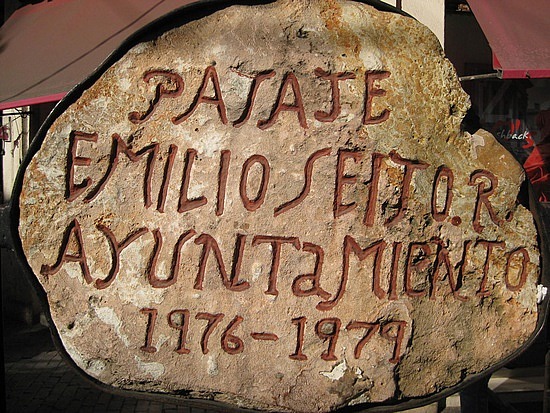 PASAJE
EMILIO SEIJO.R.
AYUNTaMIENTO
1976-1979